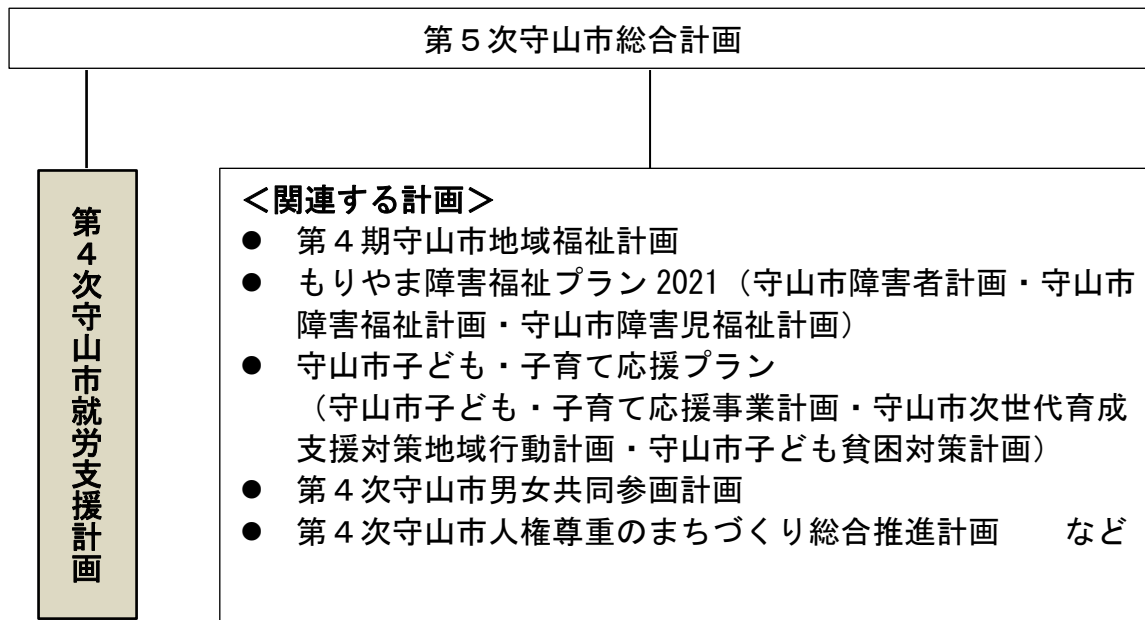 第５次守山市総合計画
第４次守山市就労支援計画
＜関連する計画＞
● 第４期守山市地域福祉計画
● もりやま障害福祉プラン 2021（守山市障害者計画・守山市
障害福祉計画・守山市障害児福祉計画）
● 守山市子ども・子育て応援プラン
（守山市子ども・子育て応援事業計画・守山市次世代育成
支援対策地域行動計画・守山市子ども貧困対策計画）
● 第４次守山市男女共同参画計画
● 第４次守山市人権尊重のまちづくり総合推進計画　　など